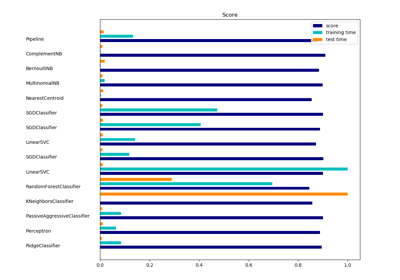 Score
score
training time
test time
Pipeline
ComplementNB
BernoulliNB
MultinomialNB
NearestCentroid
SGDClassifier
SGDClassifier
LinearSVC
SGDClassifier
LinearSVC
RandomForestClassifier
KNeighborsClassifier
PassiveAggressiveClassifier
Perceptron
RidgeClassifier
0.0 0.2 0.4 0.6 0.8 1.0